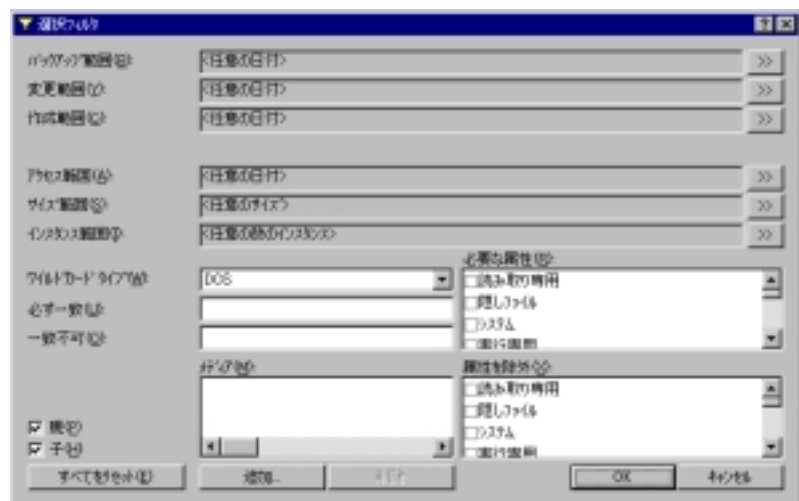 選択フィルタ
バックアップ範囲(B):
<任意の日付>
>>
変更範囲(V):
<任意の日付>
>>
作成範囲(C):
<任意の日付>
>>
アクセス範囲(A):
<任意の日付>
>>
サイズ範囲(S):
<任意のサイズ>
>>
インスタンス範囲(I):
<任意の数のインスタンス>
>>
ワイルドカード タイプ(W):
DOS
必ず一致(U):
一致不可(O):
必要な属性(R):
読み取り専用
隠しファイル
システム
実行専用
メディア(M):
属性を除外(X):
読み取り専用
隠しファイル
システム
実行専用
親(P)
子(H)
すべてをリセット(E)
追加...
削除
OK
キャンセル